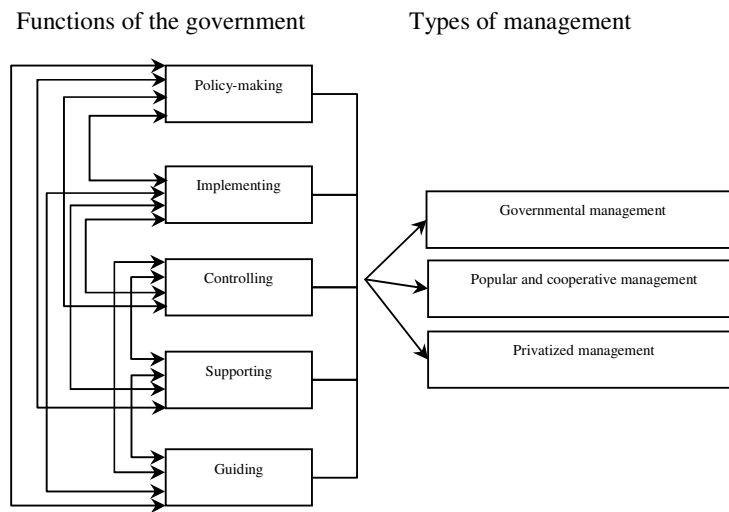 Functions of the government
Types of management
Policy-making
Implementing
Controlling
Supporting
Guiding
Governmental management
Popular and cooperative management
Privatized management